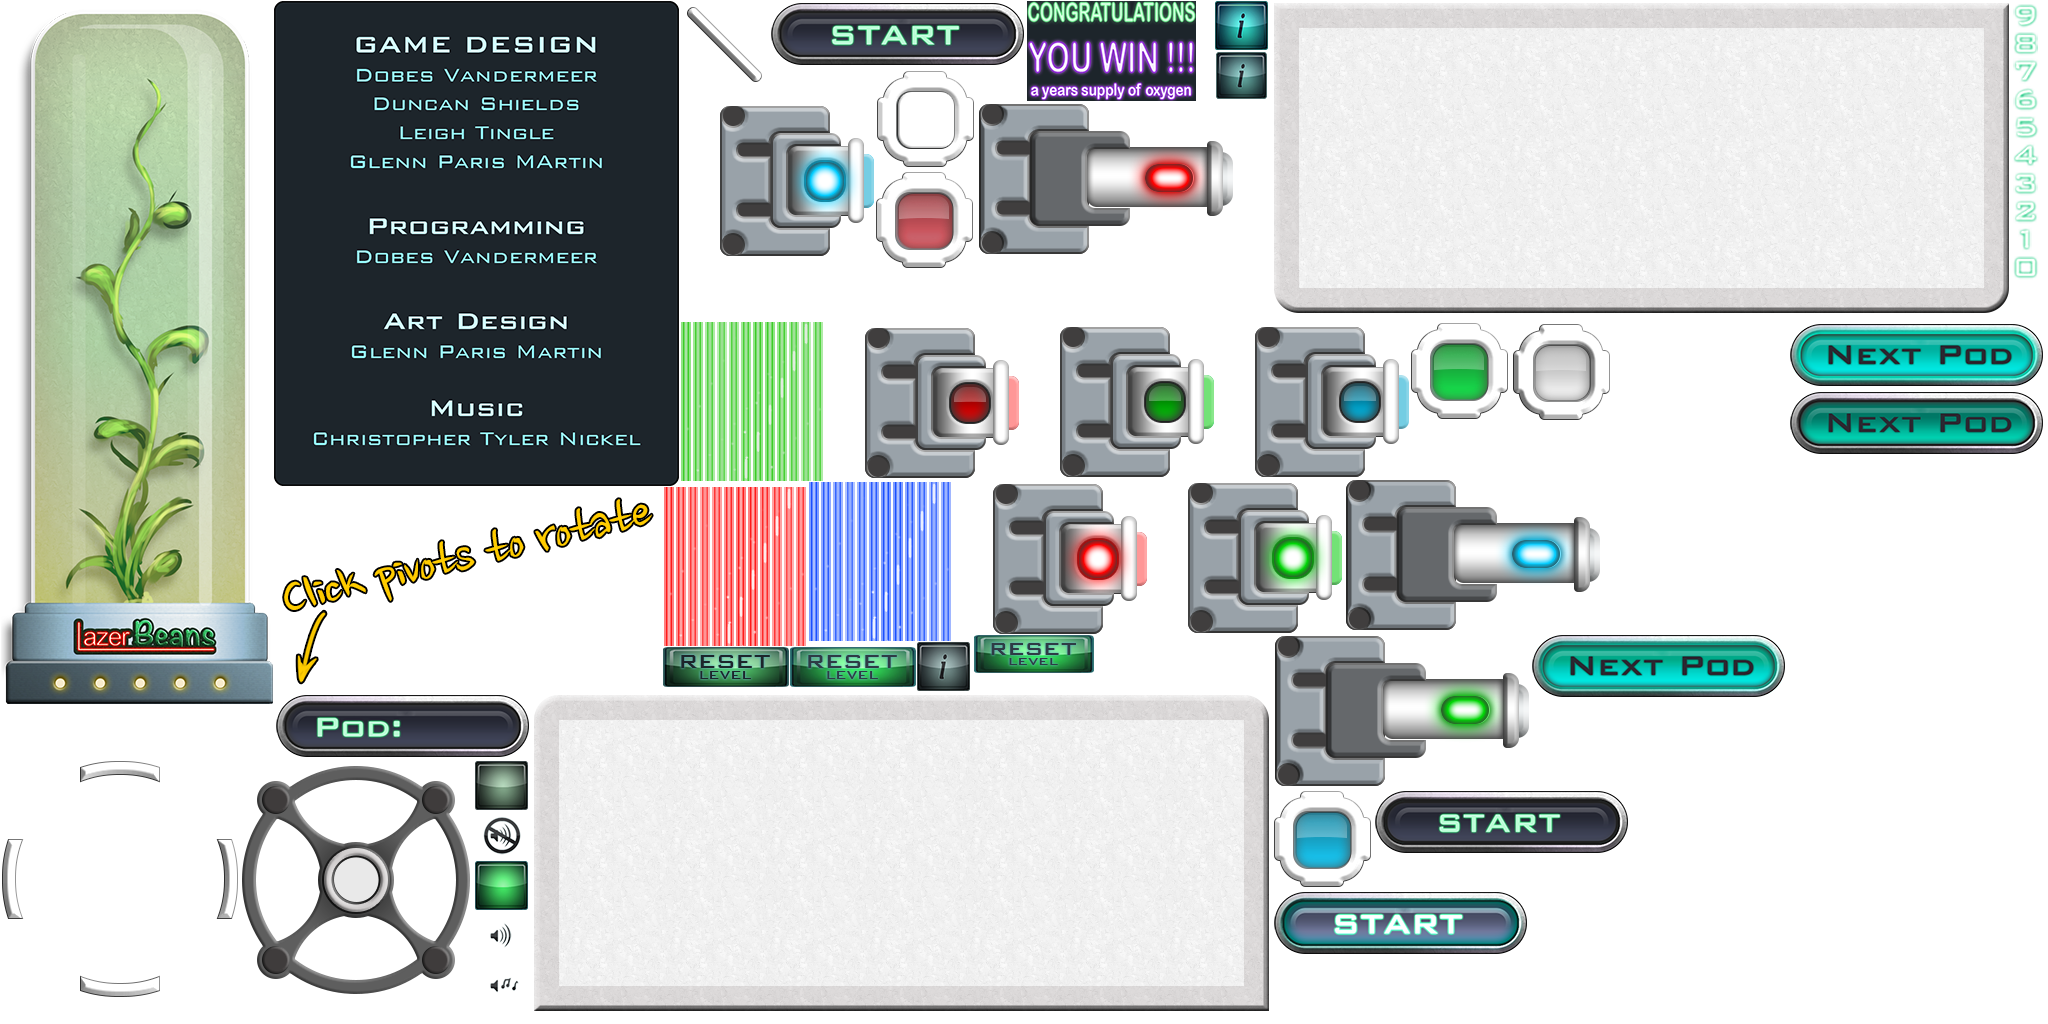 GAME DESIGN
DOBES VANDERMEER
DUNCAN SHIELDS
LEIGH TINGLE
GLENN PARIS MARTIN
PROGRAMMING
DOBES VANDERMEER
ART DESIGN
GLENN PARIS MARTIN
MUSIC
CHRISTOPHER TYLER NICKEL
START
CONGRATULATIONS
YOU WIN !!!
a years supply of oxygen
i
i
9
8
7
6
5
4
3
2
1
0
NEXT POD
NEXT POD
Click pivots to rotate
Lazer Beans
RESET
LEVEL
RESET
LEVEL
i
RESET
LEVEL
NEXT POD
POD:
START
START